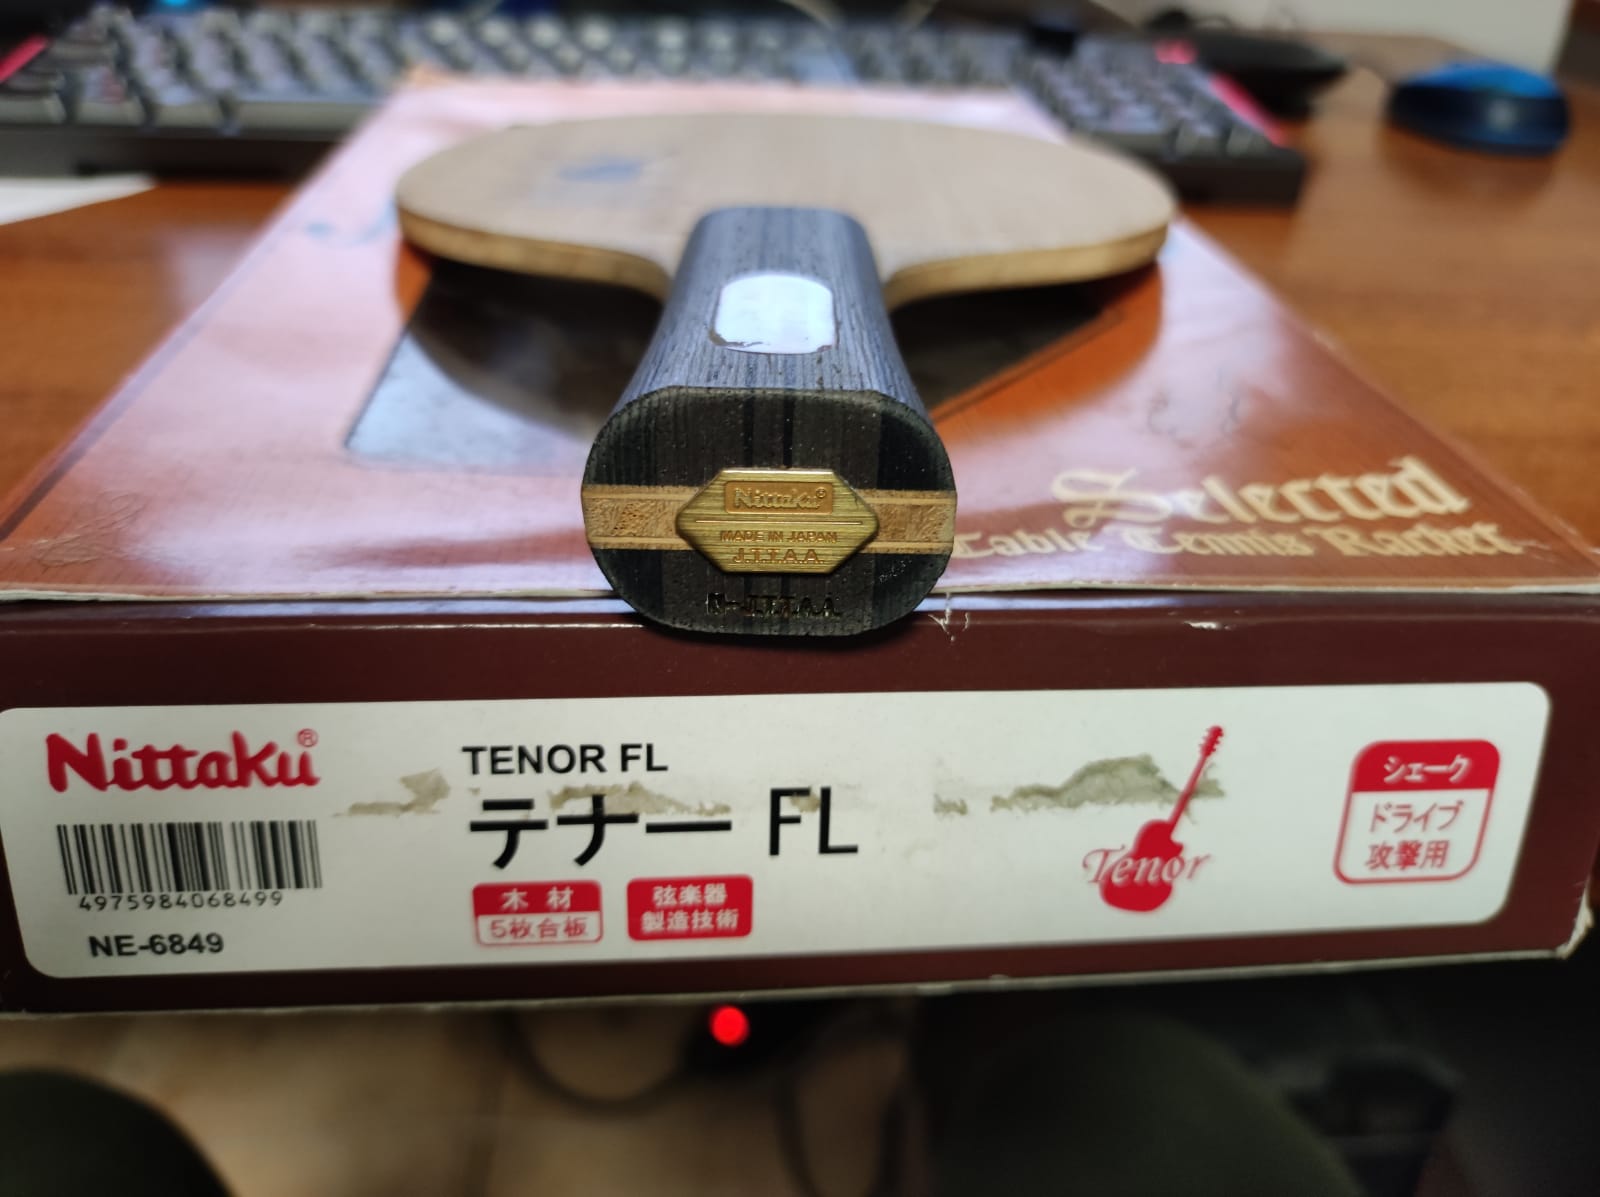 Selected
Table Tennis Racket
Nittaku®
MADE IN JAPAN
J.T.T.A.A.
N-J.T.T.A.A.
Nittaku®
4975984068499
NE-6849
TENOR FL
テナー FL
木材
5枚合板
弦楽器
製造技術
Tenor
シェーク
ドライブ
攻撃用